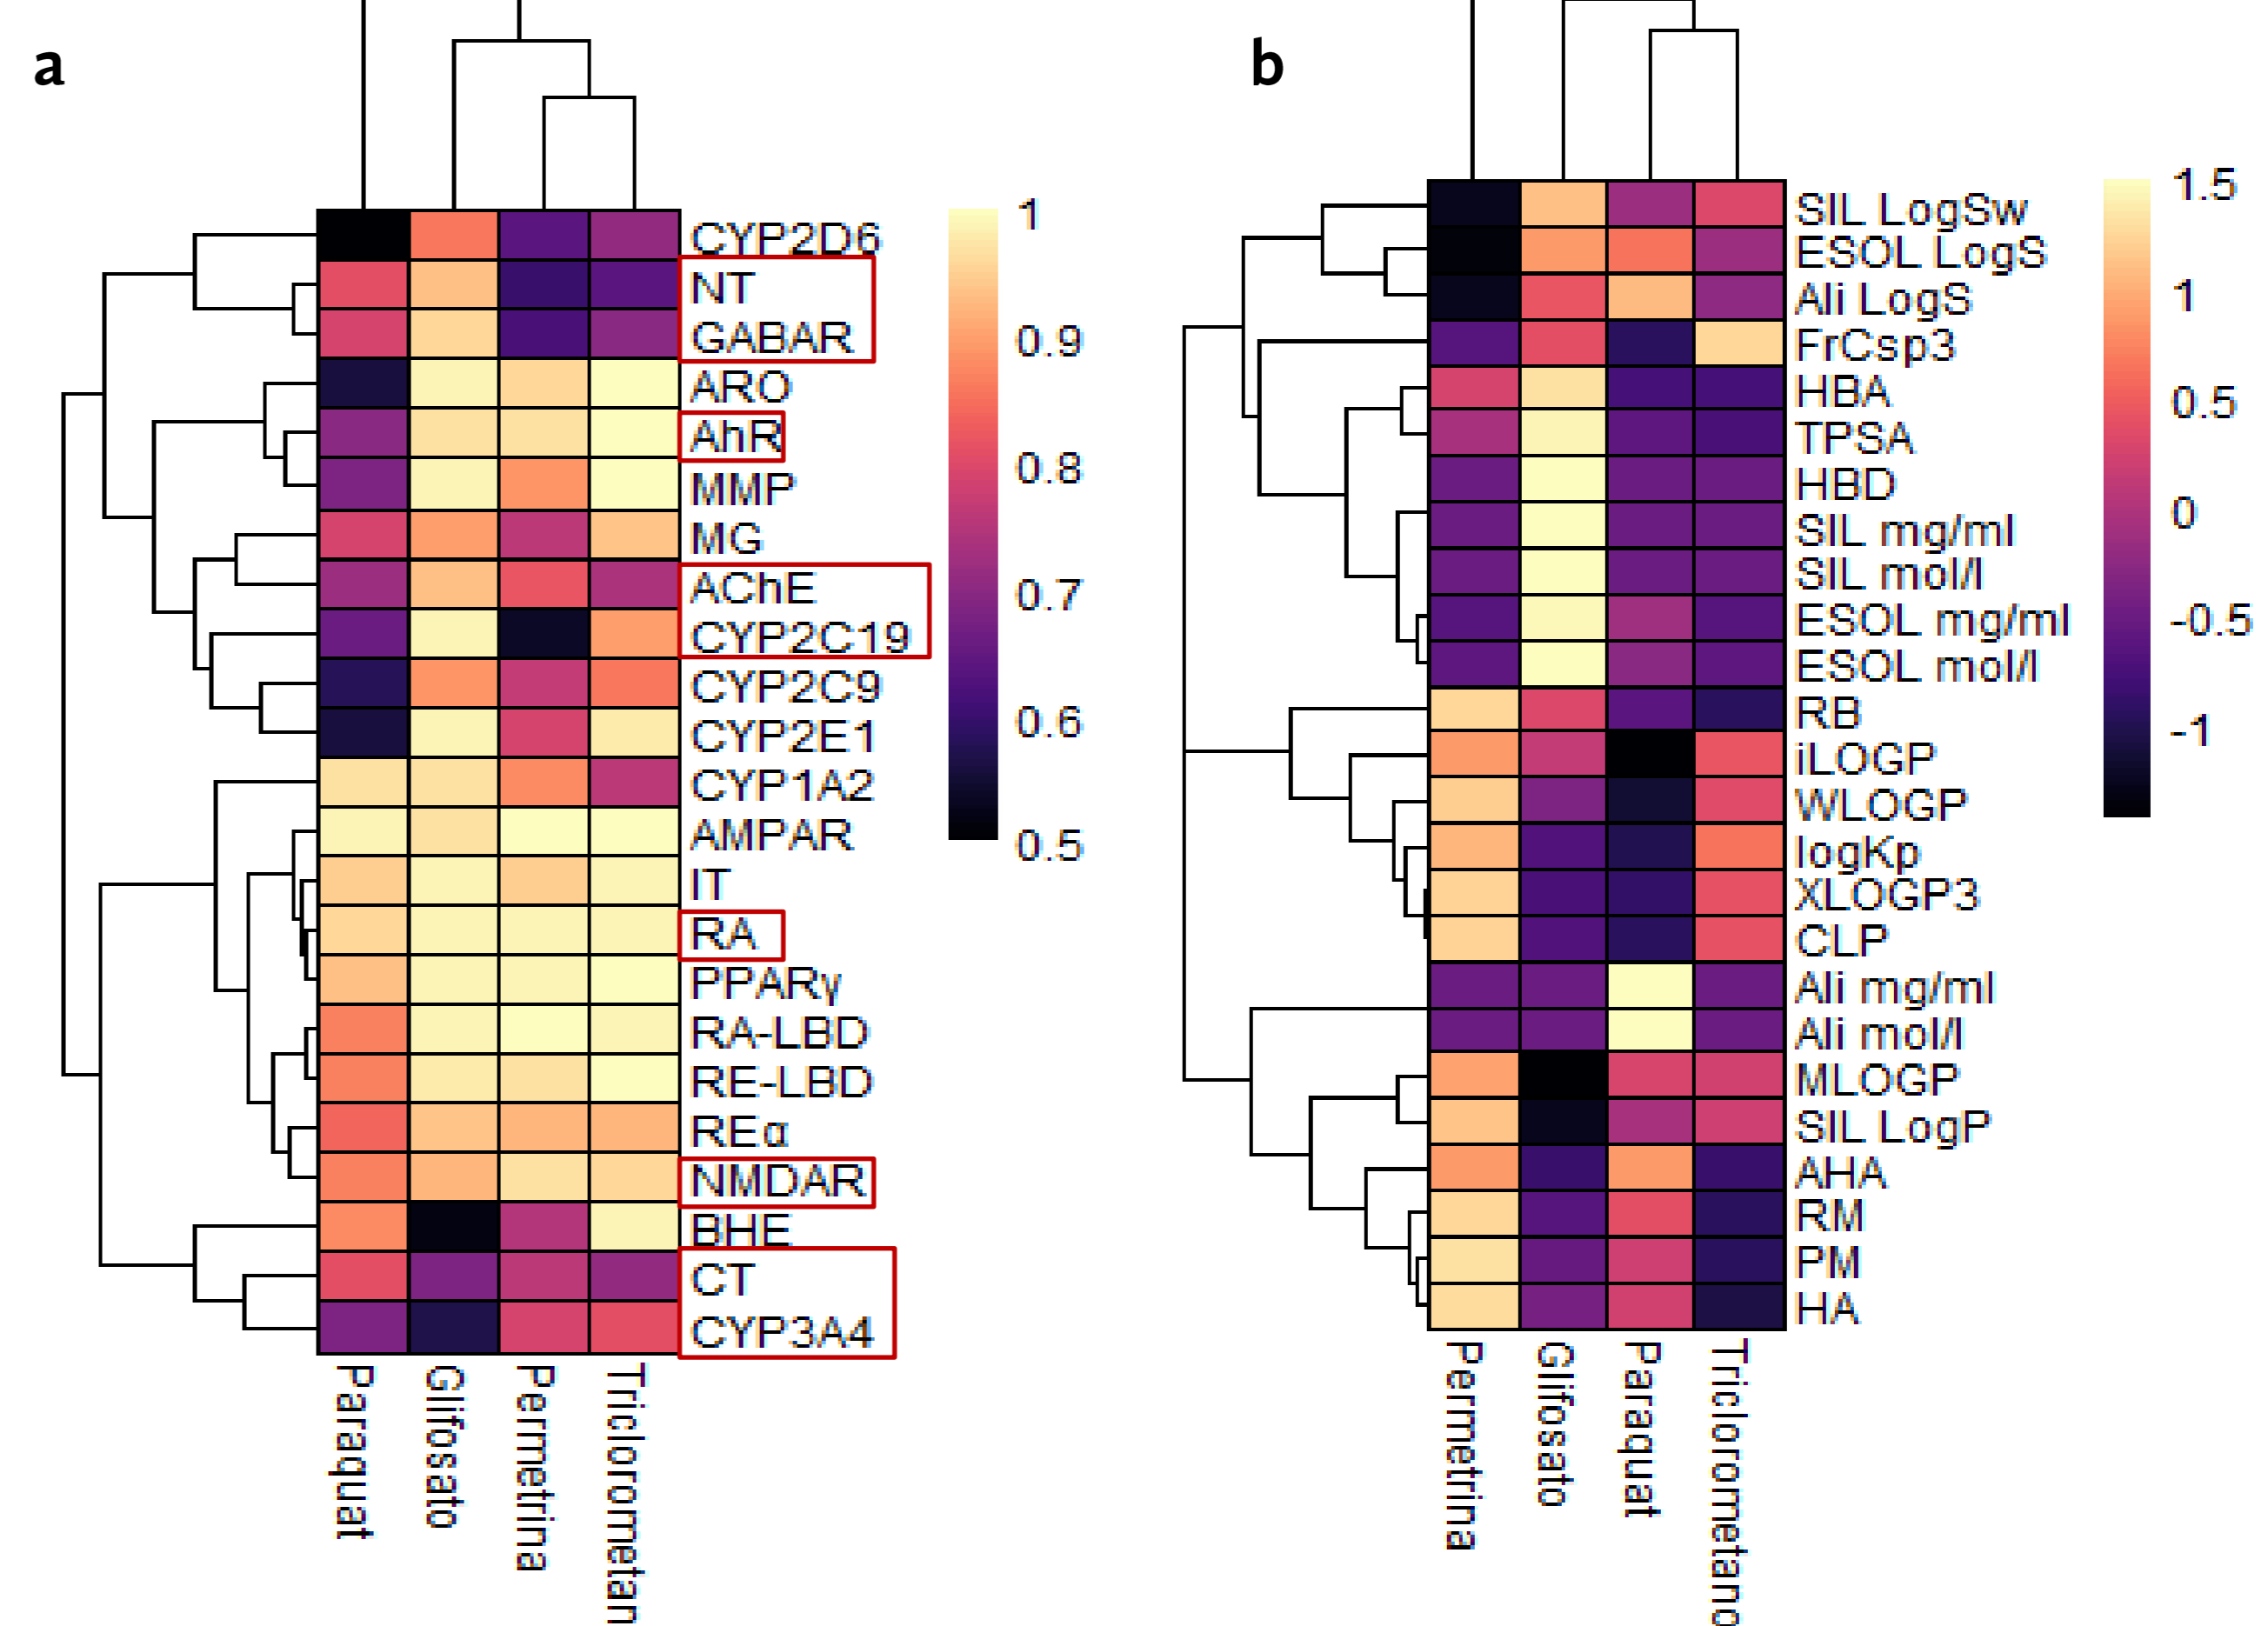 a
CYP2D6
NT
GABAR
ARO
AhR
MMP
MG
AChE
CYP2C19
CYP2C9
CYP2E1
CYP1A2
AMPAR
IT
RA
PPARγ
RA-LBD
RE-LBD
REα
NMDAR
BHE
CT
CYP3A4
1
0.9
0.8
0.7
0.6
0.5
Paraquat
Glifosato
Permetrina
Triclorometan
b
SIL LogSw
ESOL LogS
Ali LogS
FrCsp3
HBA
TPSA
HBD
SIL mg/ml
SIL mol/l
ESOL mg/ml
ESOL mol/l
RB
iLOGP
WLOGP
logKp
XLOGP3
CLP
Ali mg/ml
Ali mol/l
MLOGP
SIL LogP
AHA
RM
PM
HA
1.5
1
0.5
0
-0.5
-1
Permetrina
Glifosato
Paraquat
Triclorometano